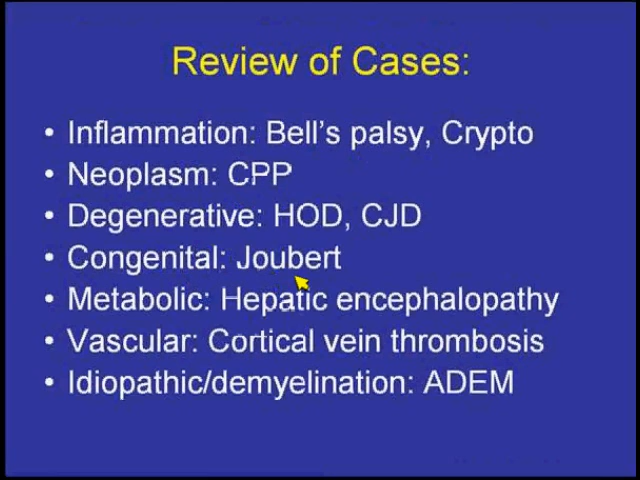 Review of Cases:
• Inflammation: Bell's palsy, Crypto
• Neoplasm: CPP
• Degenerative: HOD, CJD
• Congenital: Joubert
• Metabolic: Hepatic encephalopathy
• Vascular: Cortical vein thrombosis
• Idiopathic/demyelination: ADEM